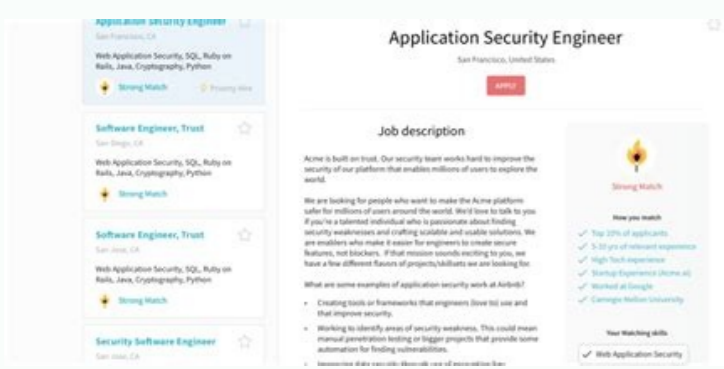 Application Security Engineer
San Francisco, CA
Web Application Security, SQL, Ruby on
Rails, Java, Cryptography, Python
Strong Match
Priority Hire
Software Engineer, Trust
San Diego, CA
Web Application Security, SQL, Ruby on
Rails, Java, Cryptography, Python
Strong Match
Software Engineer, Trust
San Jose, CA
Web Application Security, SQL, Ruby on
Rails, Java, Cryptography, Python
Strong Match
Security Software Engineer
San Jose, CA
Application Security Engineer
San Francisco, United States
APPLY
Job description
Acme is built on trust. Our security team works hard to improve the
security of our platform that enables millions of users to explore the
world.
We are looking for people who want to make the Acme platform
safer for millions of users around the world. We'd love to talk to you
if you're a talented individual who is passionate about finding
security weaknesses and crafting scalable and usable solutions. We
are enablers who make it easier for engineers to create secure
features, not blockers. If that mission sounds exciting to you, we
have a few different flavors of projects/skillsets we are looking for.
What are some examples of application security work at Airbnb?
• Creating tools or frameworks that engineers (love to) use and
that improve security.
• Working to identify areas of security weakness. This could mean
manual penetration testing or bigger projects that provide some
automation for finding vulnerabilities.
• Improving data security through use of encryption
Strong Match
How you match
✓ Top 10% of applicants
✓ 5-10 yrs of relevant experience
✓ High Tech experience
✓ Startup Experience (Acme.ai)
✓ Worked at Google
✓ Carnegie Mellon University
Your Matching skills
✓ Web Application Security